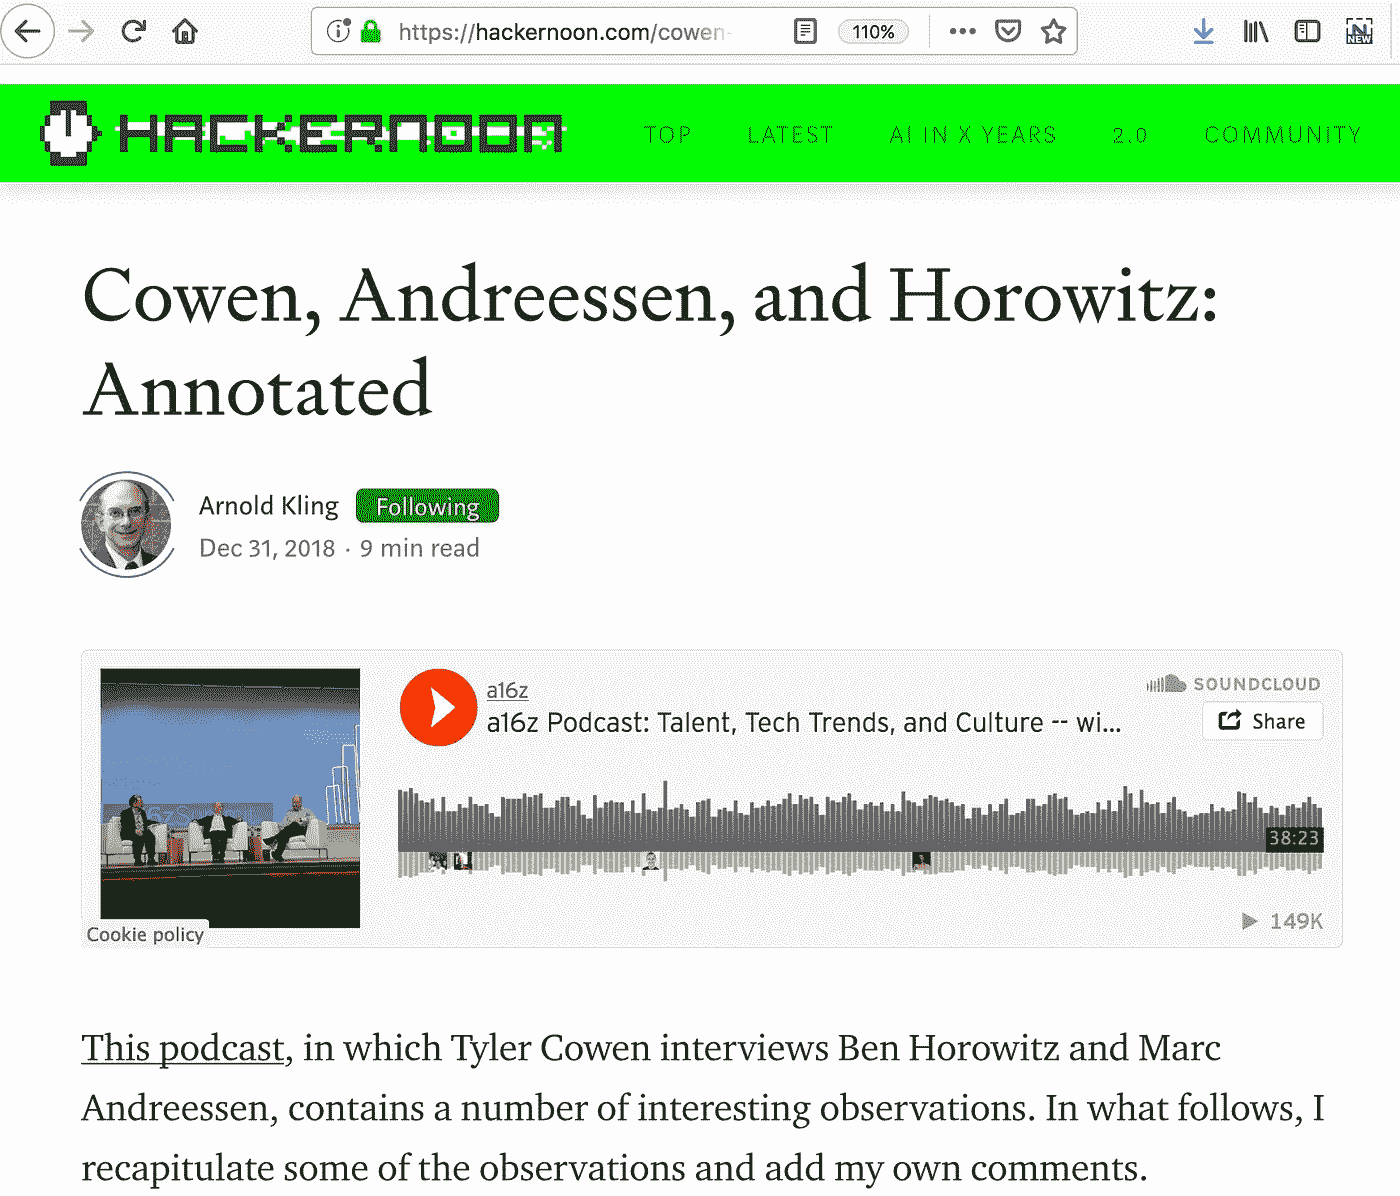 https://hackernoon.com/cowen-
110%
NEW
HACKERNOON
TOP LATEST AI IN X YEARS 2.0 COMMUNITY
Cowen, Andreessen, and Horowitz:
Annotated
Arnold Kling Following
Dec 31, 2018 · 9 min read
a16z
SOUNDCLOUD
a16z Podcast: Talent, Tech Trends, and Culture -- wi...
Share
38:23
Cookie policy
149K
This podcast, in which Tyler Cowen interviews Ben Horowitz and Marc
Andreessen, contains a number of interesting observations. In what follows, I
recapitulate some of the observations and add my own comments.